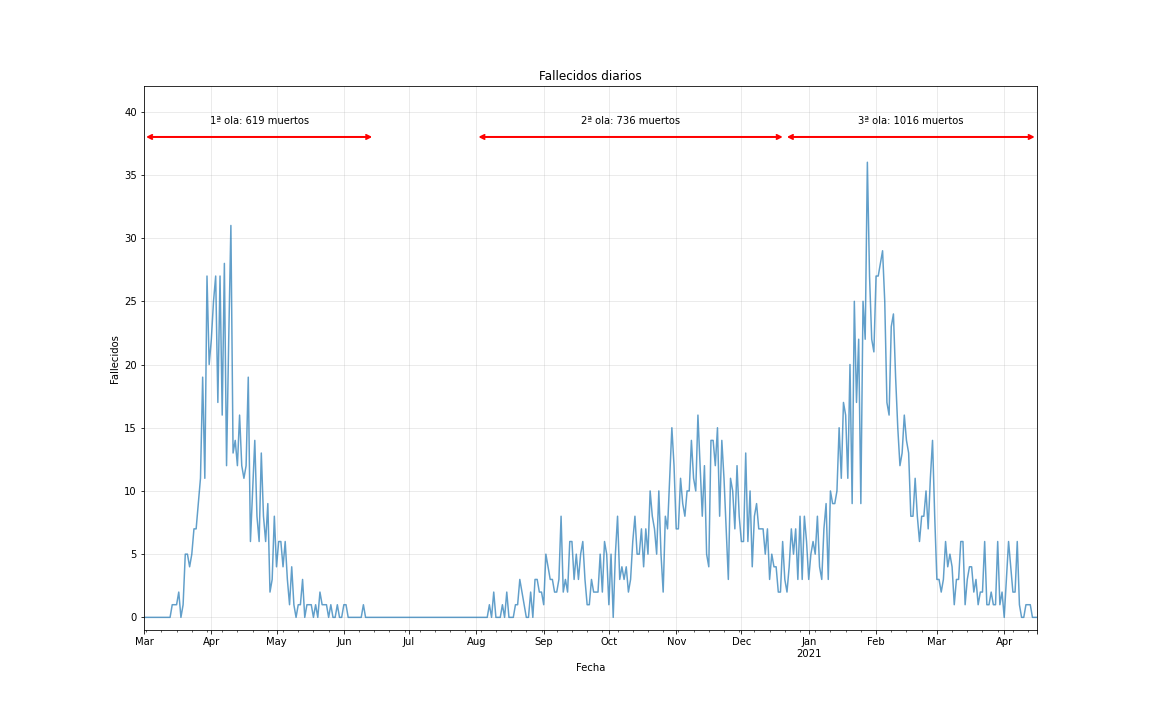 Fallecidos diarios
1ª ola: 619 muertos
2ª ola: 736 muertos
3ª ola: 1016 muertos
40
35
30
25
20
15
10
5
0
Fallecidos
Mar Apr May Jun Jul Aug Sep Oct Nov Dec Jan Feb Mar Apr
2021
Fecha